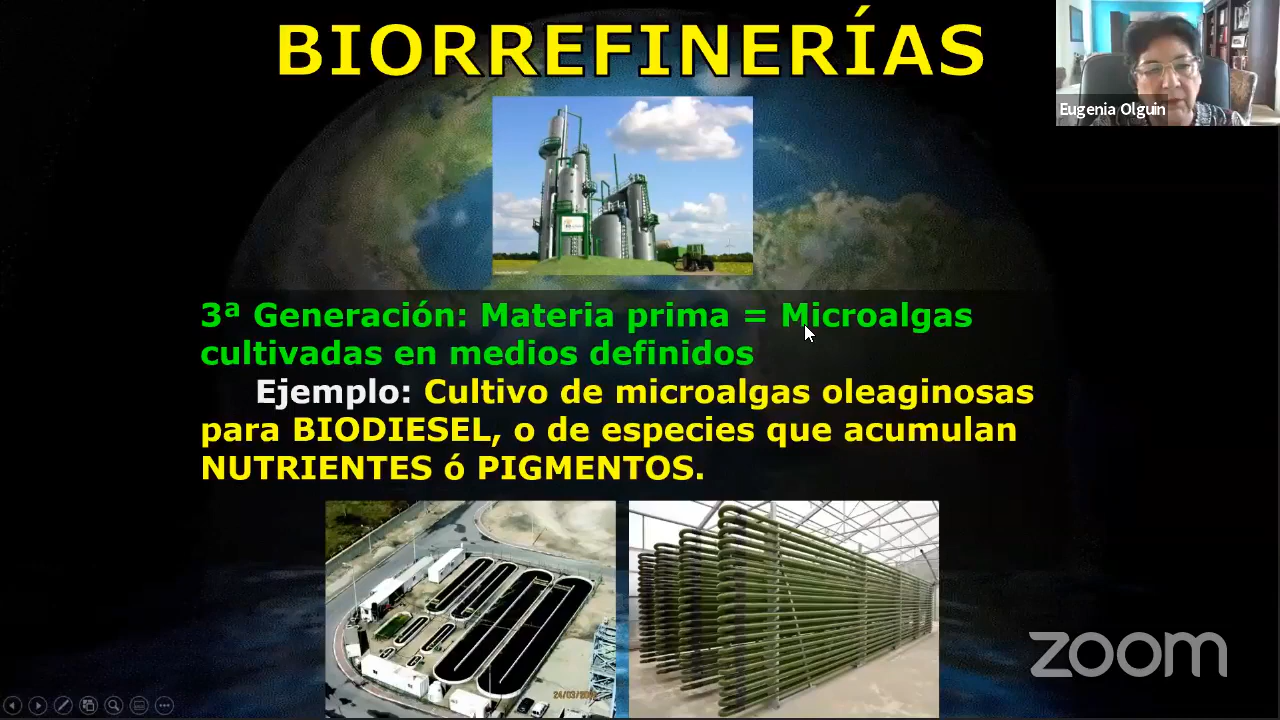 BIORREFINERÍAS
Eugenia Olguin
3ª Generación: Materia prima = Microalgas
cultivadas en medios definidos
Ejemplo: Cultivo de microalgas oleaginosas
para BIODIESEL, o de especies que acumulan
NUTRIENTES ó PIGMENTOS.
zoom